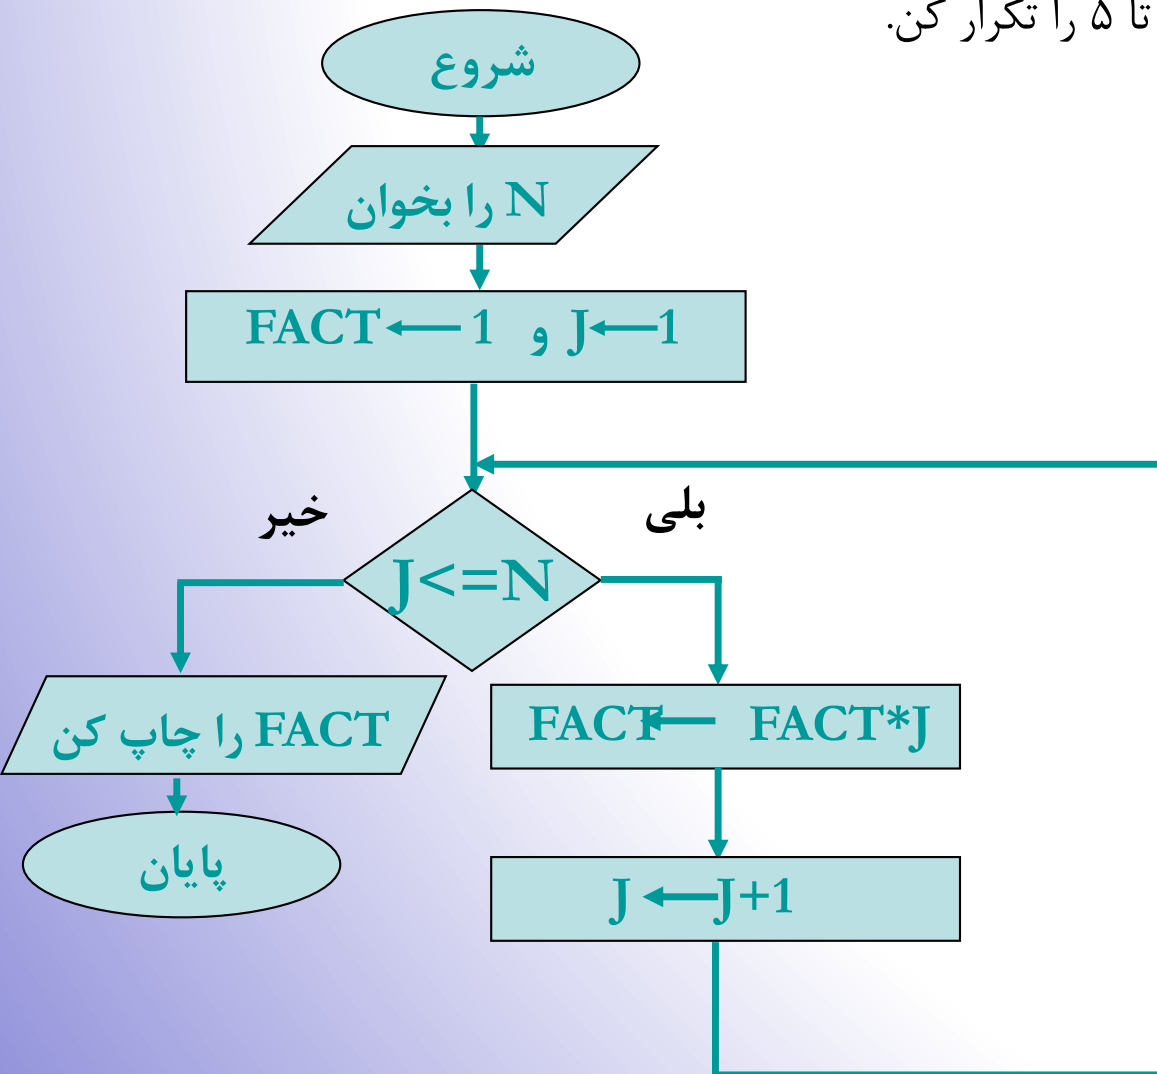 تا ۵ را تکرار کن.
شروع
N را بخوان
FACT ← 1 و J ← 1
خیر
بلی
J<=N
FACT ← FACT*J
FACT را چاپ کن
J ← J+1
پایان